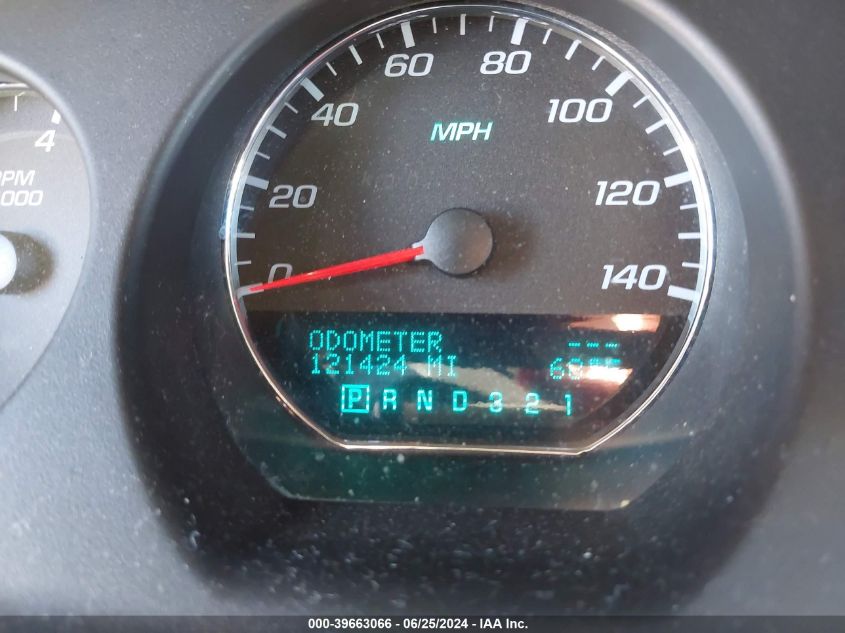 60 80
40 100
MPH
20 120
0 140
4
PM
000
ODOMETER ---
121424 MI
P R N D 3 2 1
000-39663066 - 06/25/2024 - IAA Inc.